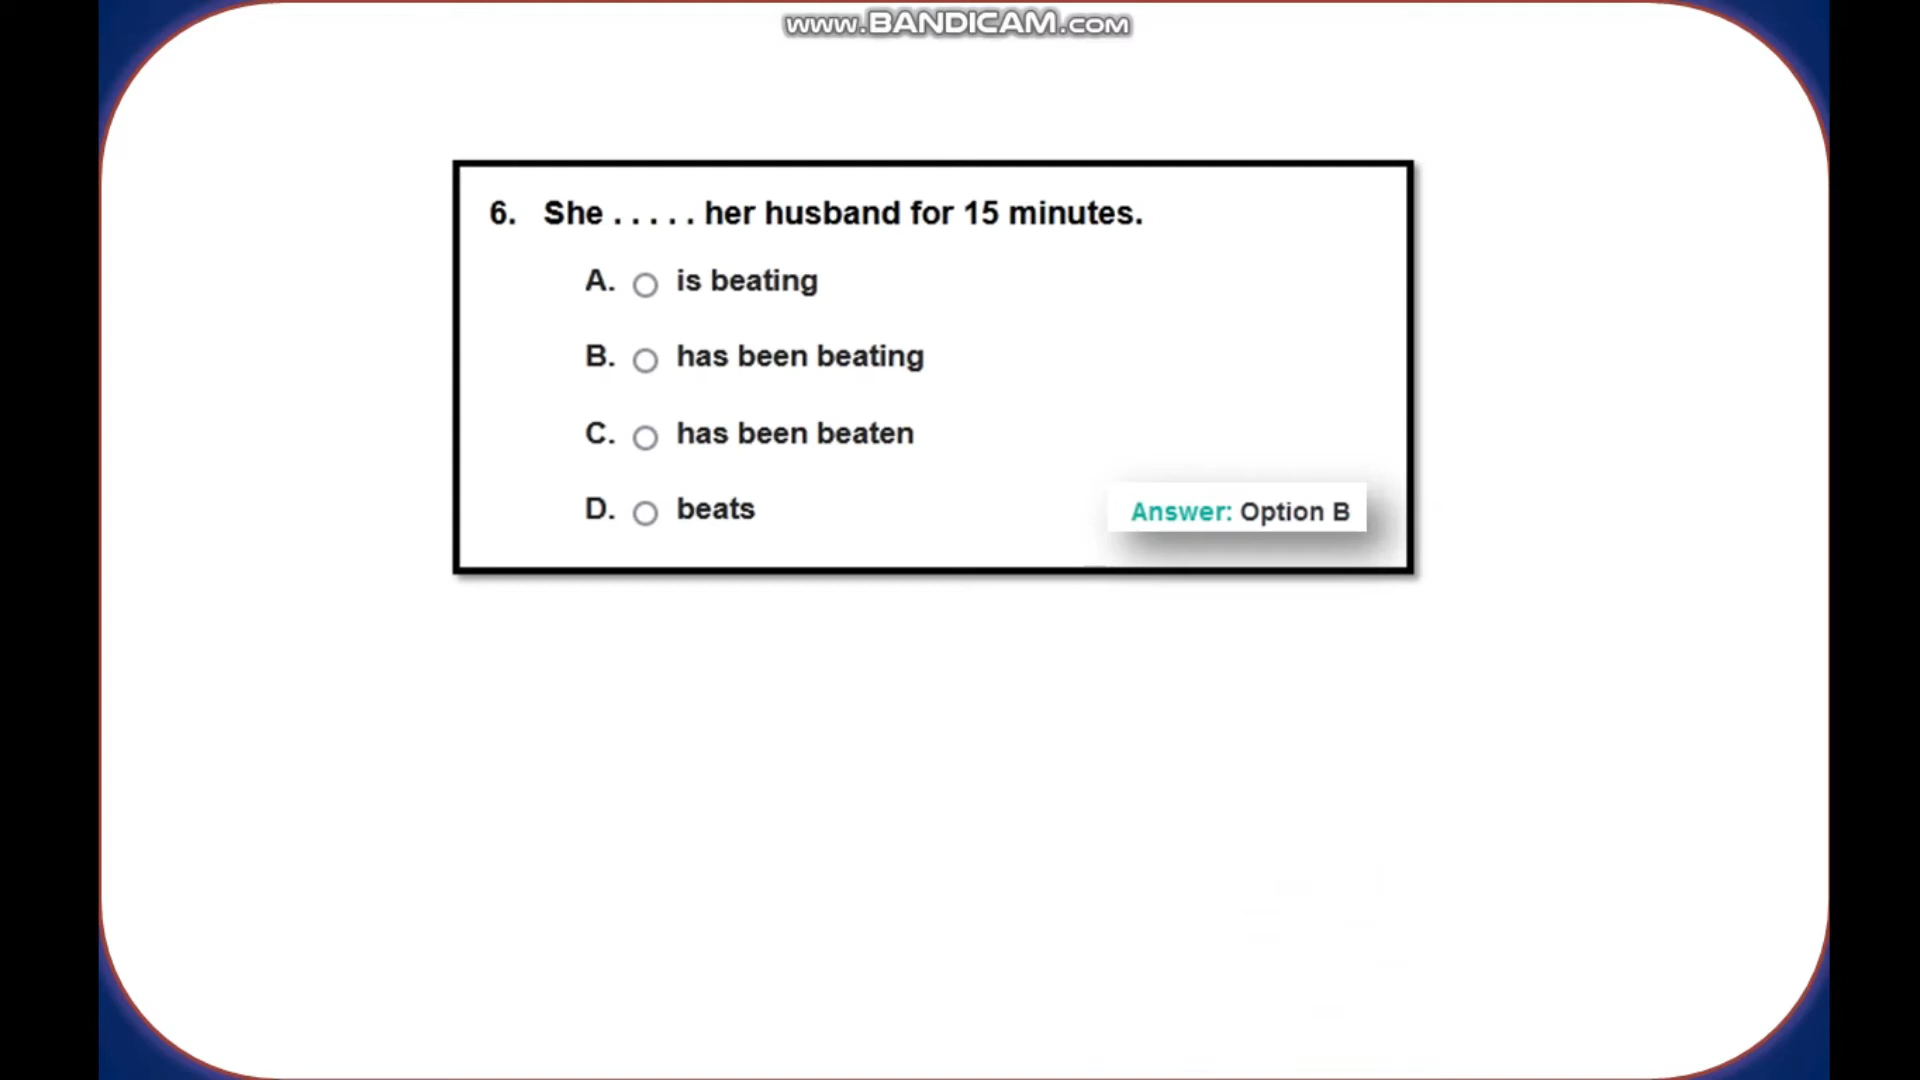 www.BANDICAM.com
6. She . . . . . her husband for 15 minutes.
A. is beating
B. has been beating
C. has been beaten
D. beats
Answer: Option B